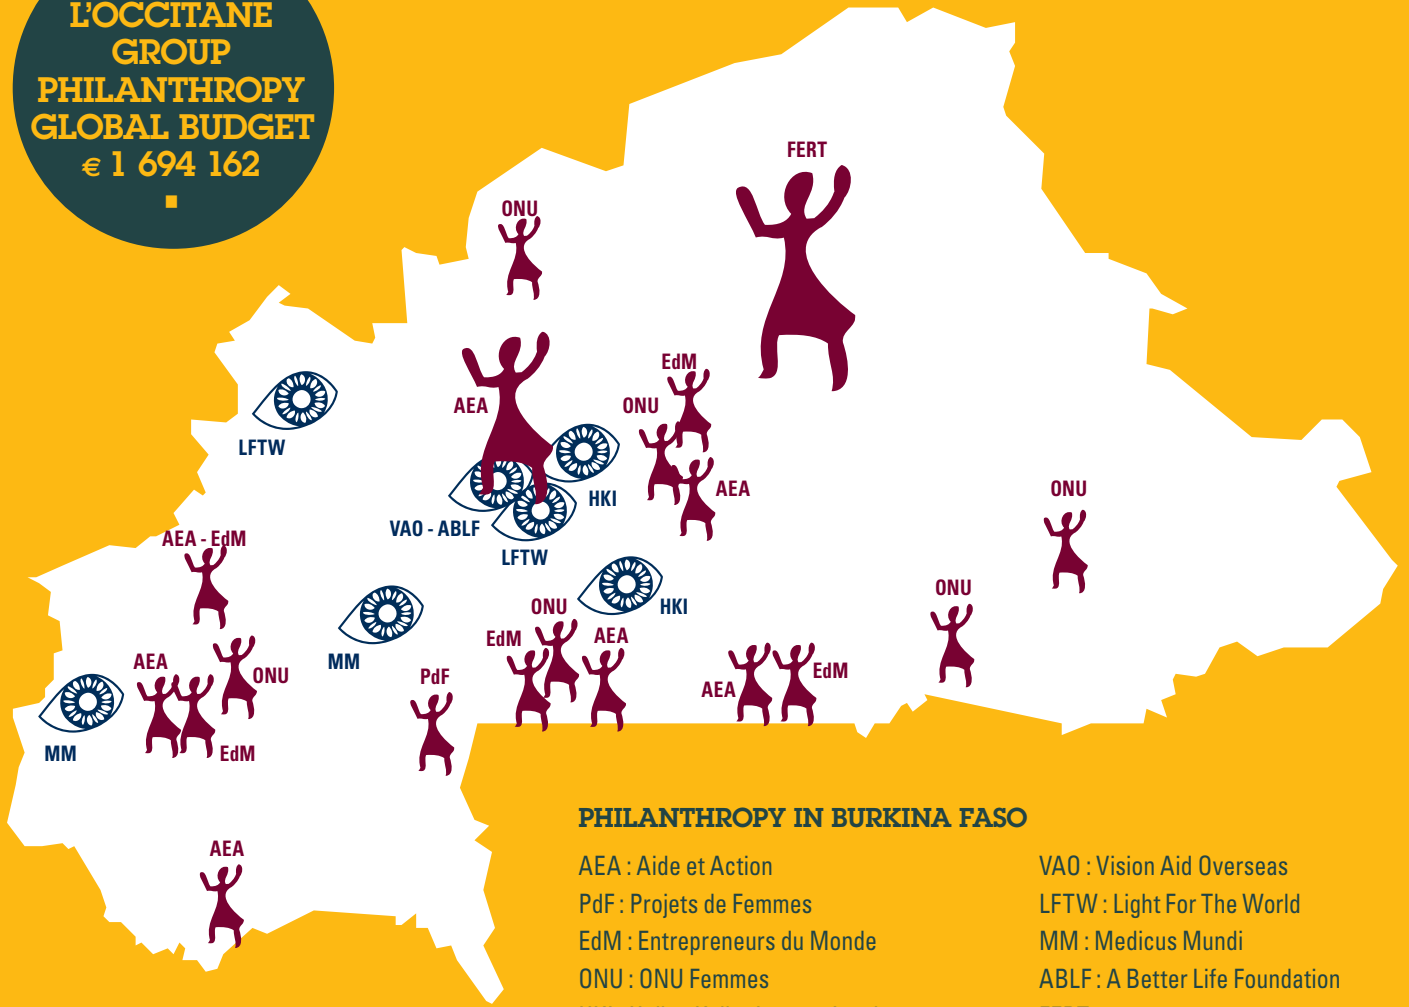 L'OCCITANE
GROUP
PHILANTHROPY
GLOBAL BUDGET
€ 1 694 162
FERT
ONU
EdM
AEA
ONU
LFTW
HKI
AEA
ONU
VAO - ABLF
AEA - EdM
LFTW
ONU
ONU
HKI
EdM
AEA
AEA
MM
ONU
PdF
AEA
EdM
MM
EdM
AEA
PHILANTHROPY IN BURKINA FASO
AEA : Aide et Action
PdF : Projets de Femmes
EdM : Entrepreneurs du Monde
ONU : ONU Femmes
VAO : Vision Aid Overseas
LFTW : Light For The World
MM : Medicus Mundi
ABLF : A Better Life Foundation